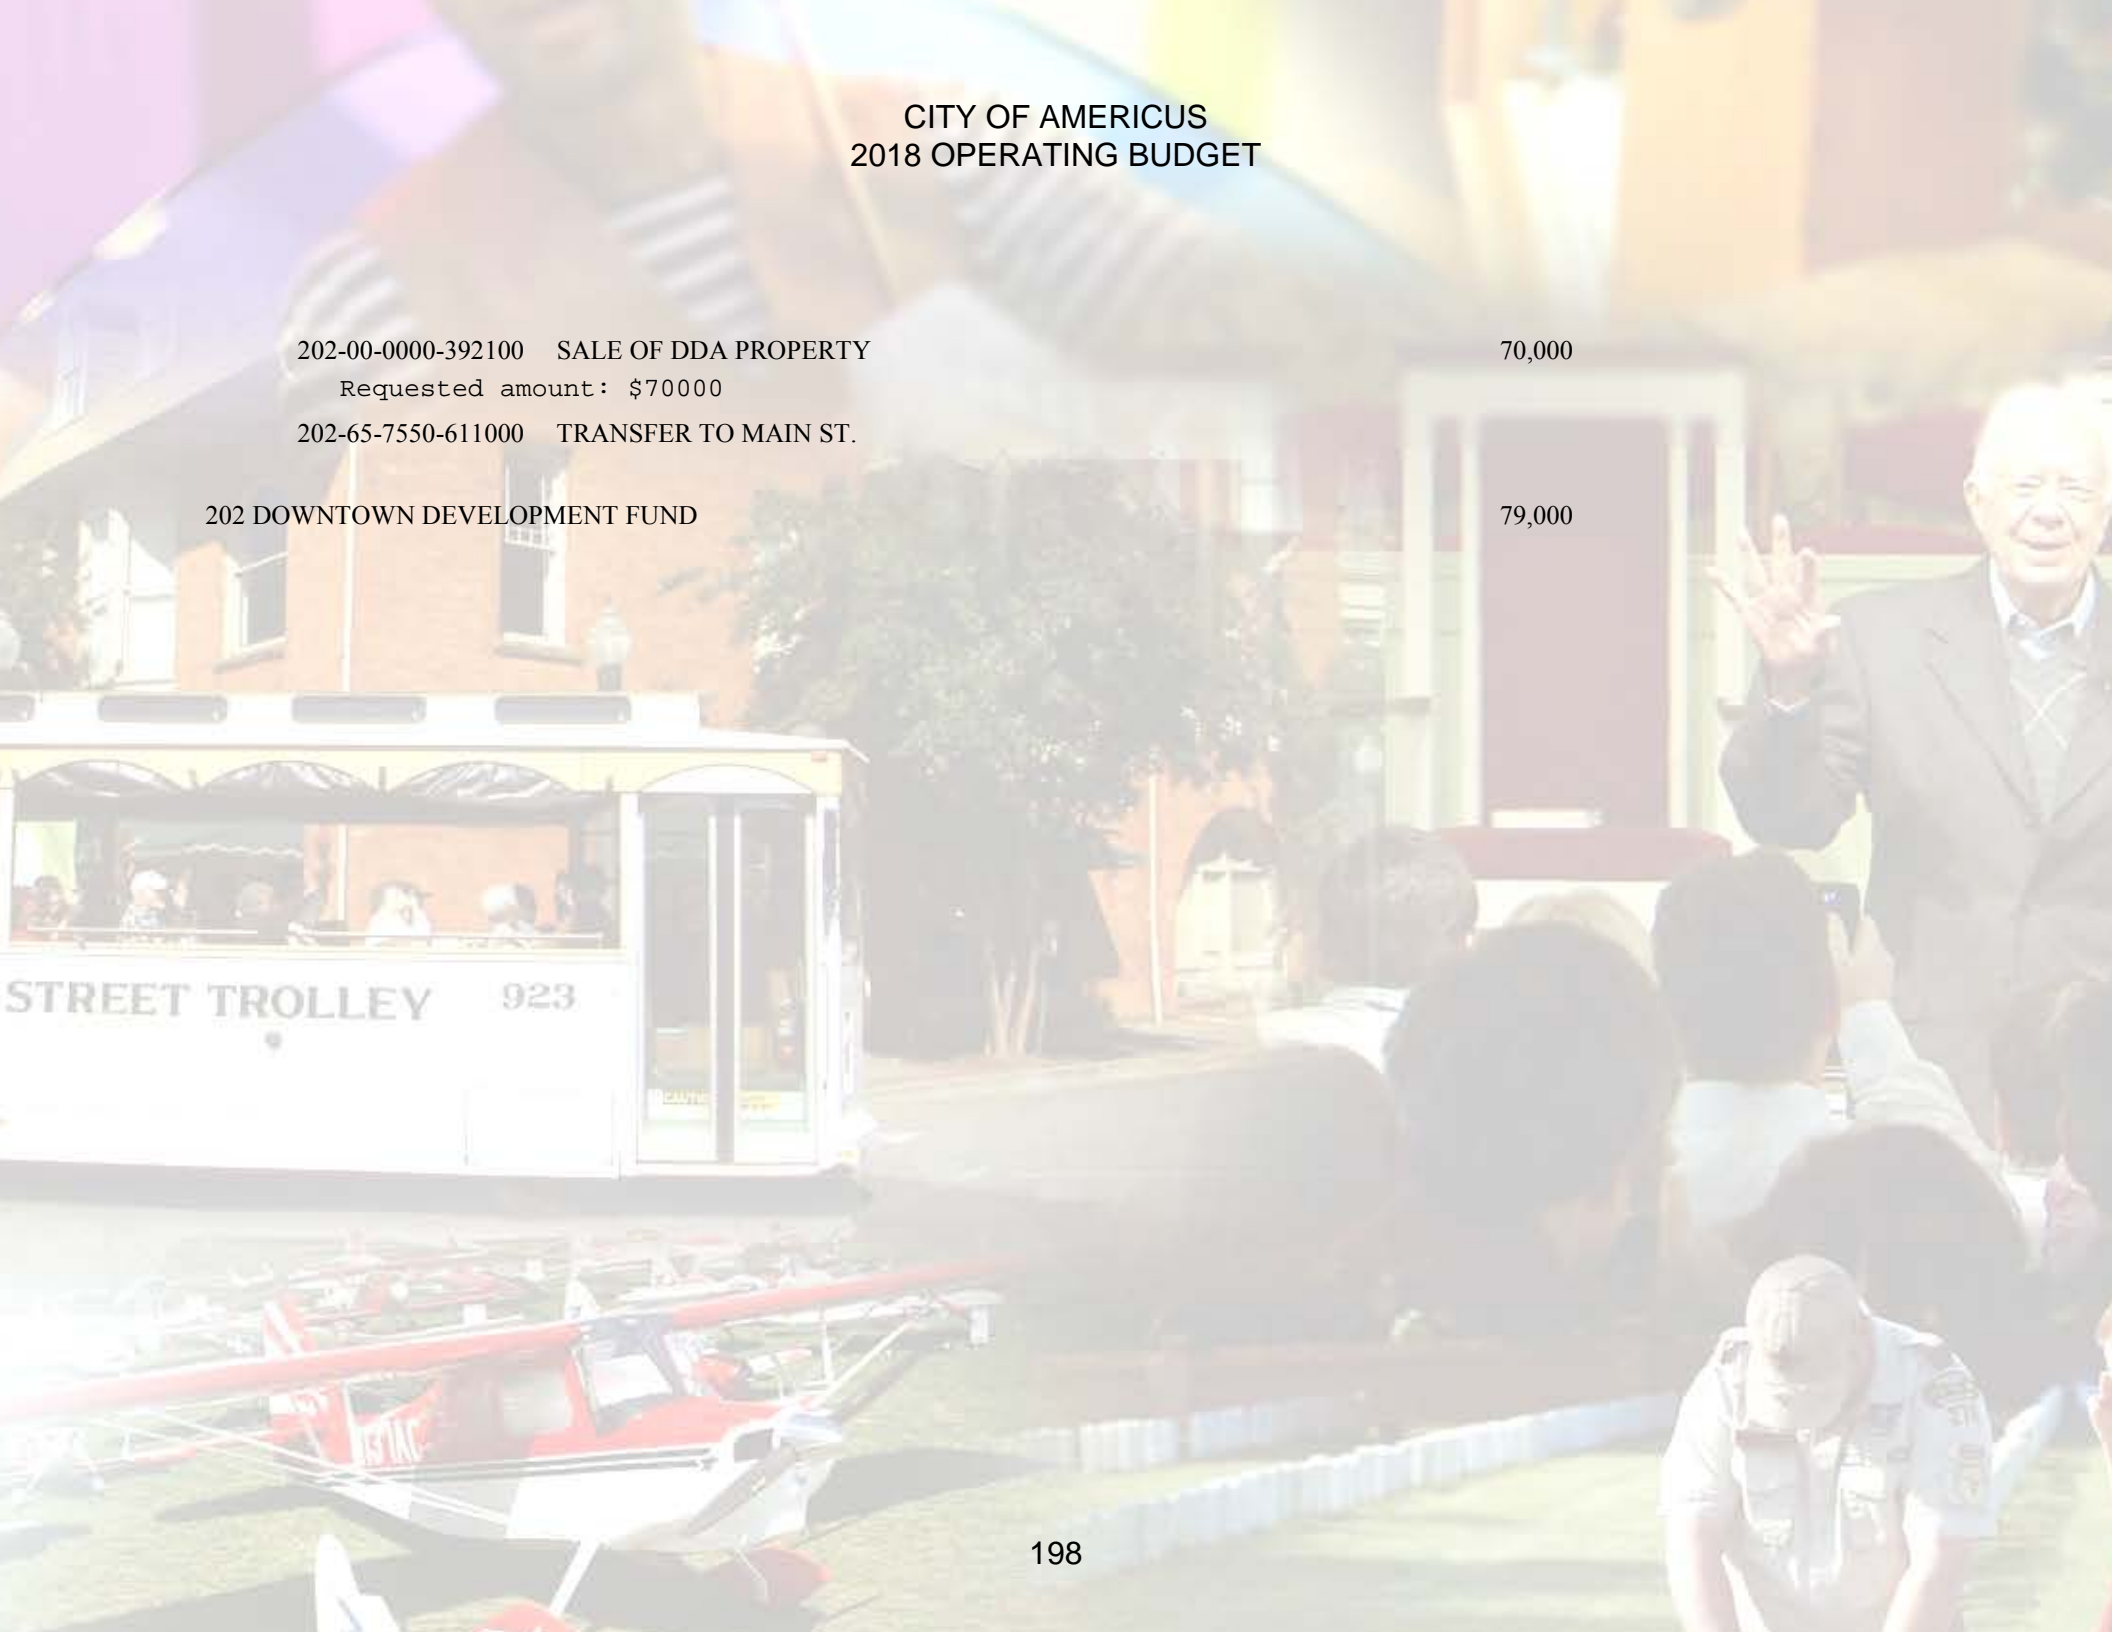 CITY OF AMERICUS
2018 OPERATING BUDGET
202-00-0000-392100 SALE OF DDA PROPERTY 70,000
Requested amount: $70000
202-65-7550-611000 TRANSFER TO MAIN ST.
202 DOWNTOWN DEVELOPMENT FUND 79,000
STREET TROLLEY 923
198